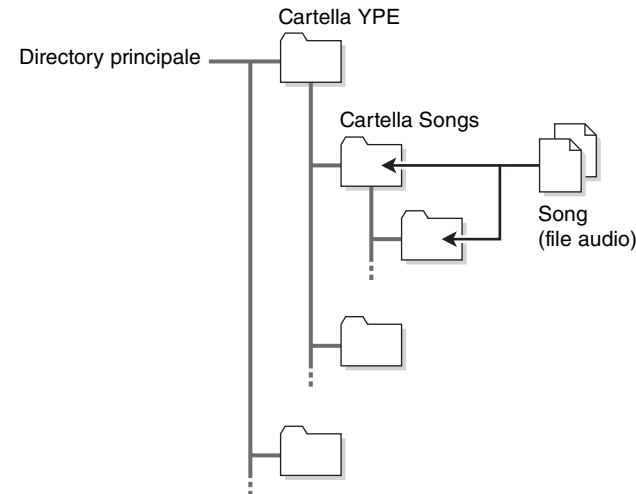 Cartella YPE
Directory principale
Cartella Songs
Song
(file audio)